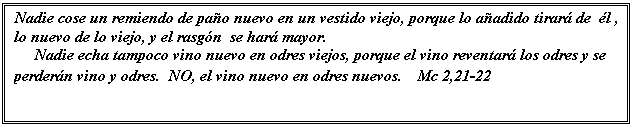 Nadie cose un remiendo de paño nuevo en un vestido viejo, porque lo añadido tirará de  él ,
lo nuevo de lo viejo, y el rasgón  se hará mayor.
Nadie echa tampoco vino nuevo en odres viejos, porque el vino reventará los odres y se
perderán vino y odres.  NO, el vino nuevo en odres nuevos.    Mc 2,21-22